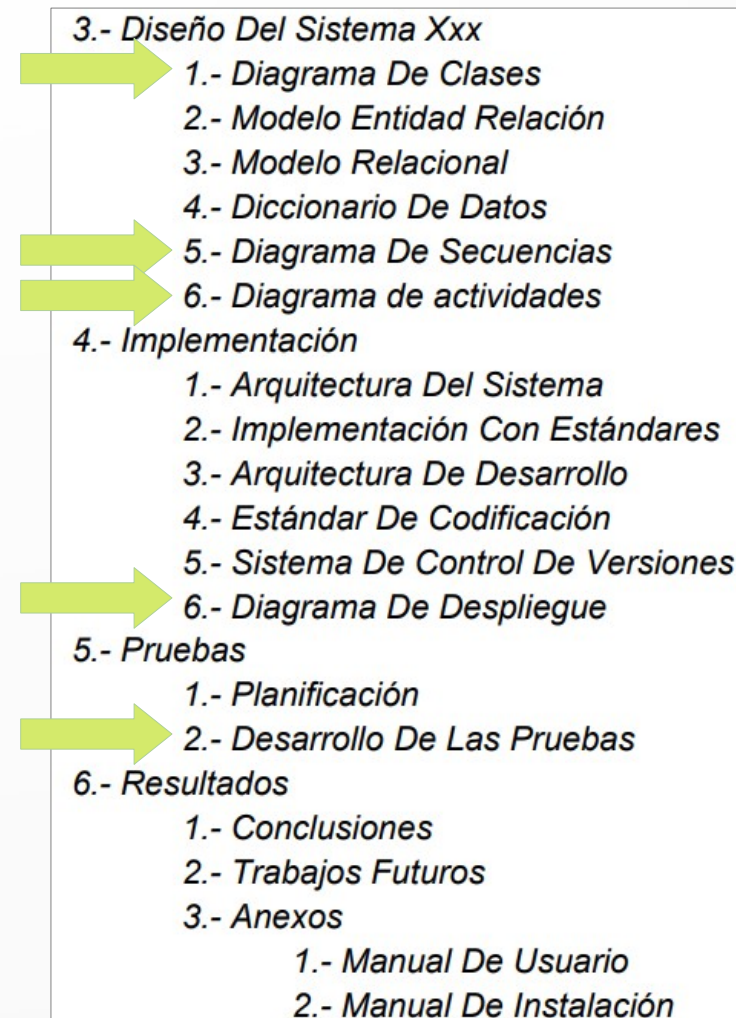 3.- Diseño Del Sistema Xxx
1.- Diagrama De Clases
2.- Modelo Entidad Relación
3.- Modelo Relacional
4.- Diccionario De Datos
5.- Diagrama De Secuencias
6.- Diagrama de actividades
4.- Implementación
1.- Arquitectura Del Sistema
2.- Implementación Con Estándares
3.- Arquitectura De Desarrollo
4.- Estándar De Codificación
5.- Sistema De Control De Versiones
6.- Diagrama De Despliegue
5.- Pruebas
1.- Planificación
2.- Desarrollo De Las Pruebas
6.- Resultados
1.- Conclusiones
2.- Trabajos Futuros
3.- Anexos
1.- Manual De Usuario
2.- Manual De Instalación